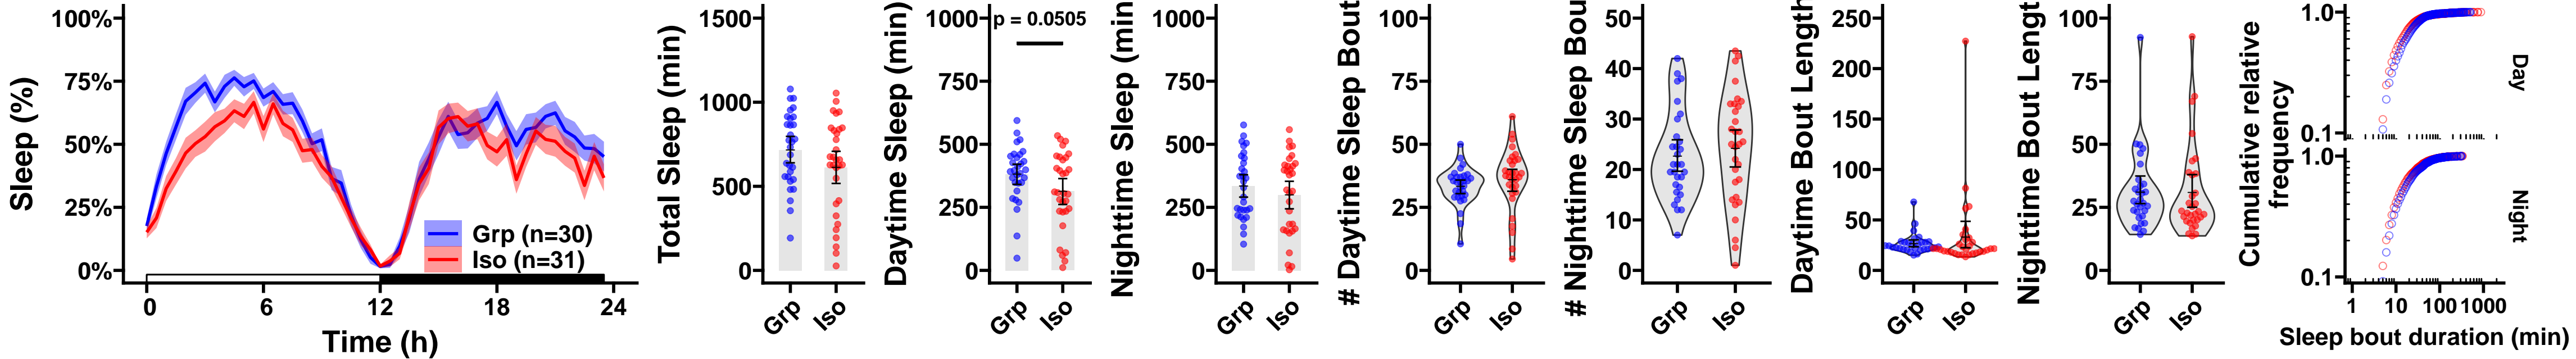 Sleep (%)
100%
75%
50%
25%
0%
Grp (n=30)
Iso (n=31)
0 6 12 18 24
Time (h)
Total Sleep (min)
1500
1000
500
0
Grp Iso
Daytime Sleep (min)
1000
750
500
250
0
p = 0.0505
Grp Iso
Nighttime Sleep (min
1000
750
500
250
0
Grp Iso
# Daytime Sleep Bout
100
75
50
25
0
Grp Iso
# Nighttime Sleep Bou
50
40
30
20
10
0
Grp Iso
Daytime Bout Length
250
200
150
100
50
0
Grp Iso
Nighttime Bout Lengt
100
75
50
25
0
Grp Iso
Cumulative relative
frequency
1.0
0.1
Day
1.0
0.1
Night
1 10 100 1000
Sleep bout duration (min)